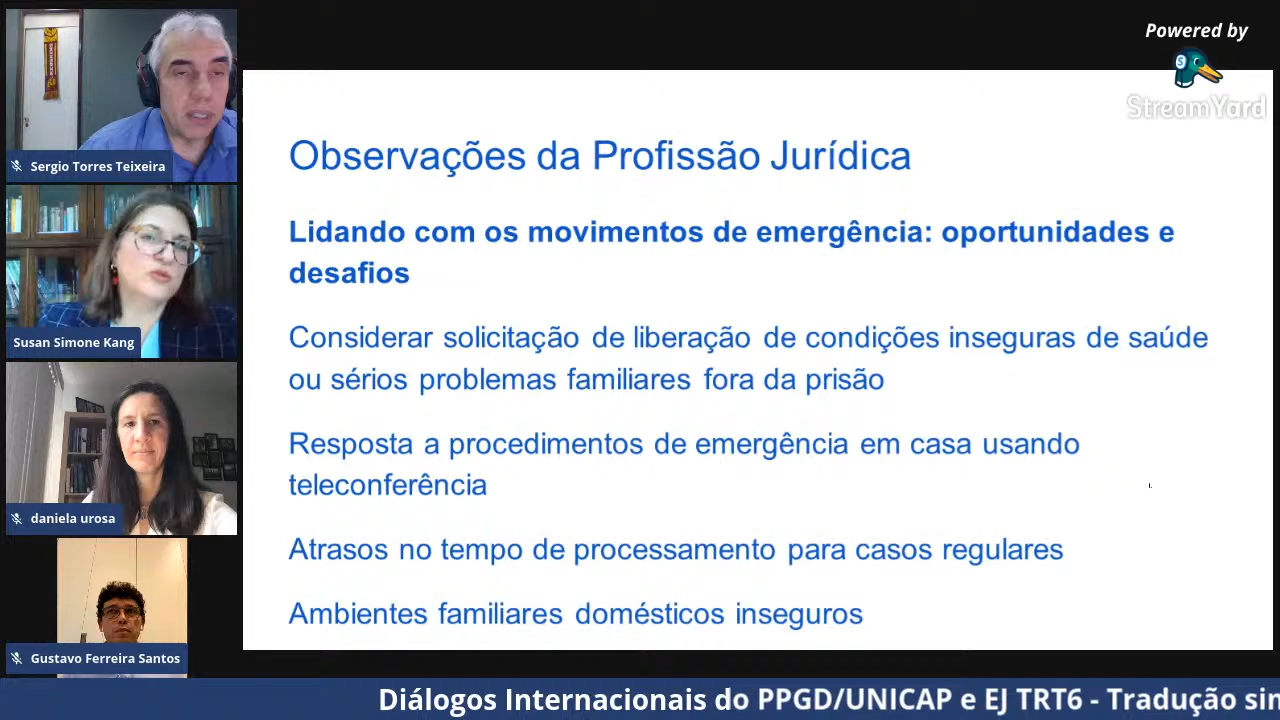 Powered by
StreamYard
Sergio Torres Teixeira
Susan Simone Kang
daniela urosa
Gustavo Ferreira Santos
Observações da Profissão Jurídica
Lidando com os movimentos de emergência: oportunidades e
desafios
Considerar solicitação de liberação de condições inseguras de saúde
ou sérios problemas familiares fora da prisão
Resposta a procedimentos de emergência em casa usando
teleconferência
Atrasos no tempo de processamento para casos regulares
Ambientes familiares domésticos inseguros
Diálogos Internacionais do PPGD/UNICAP e EJ TRT6 - Tradução sin